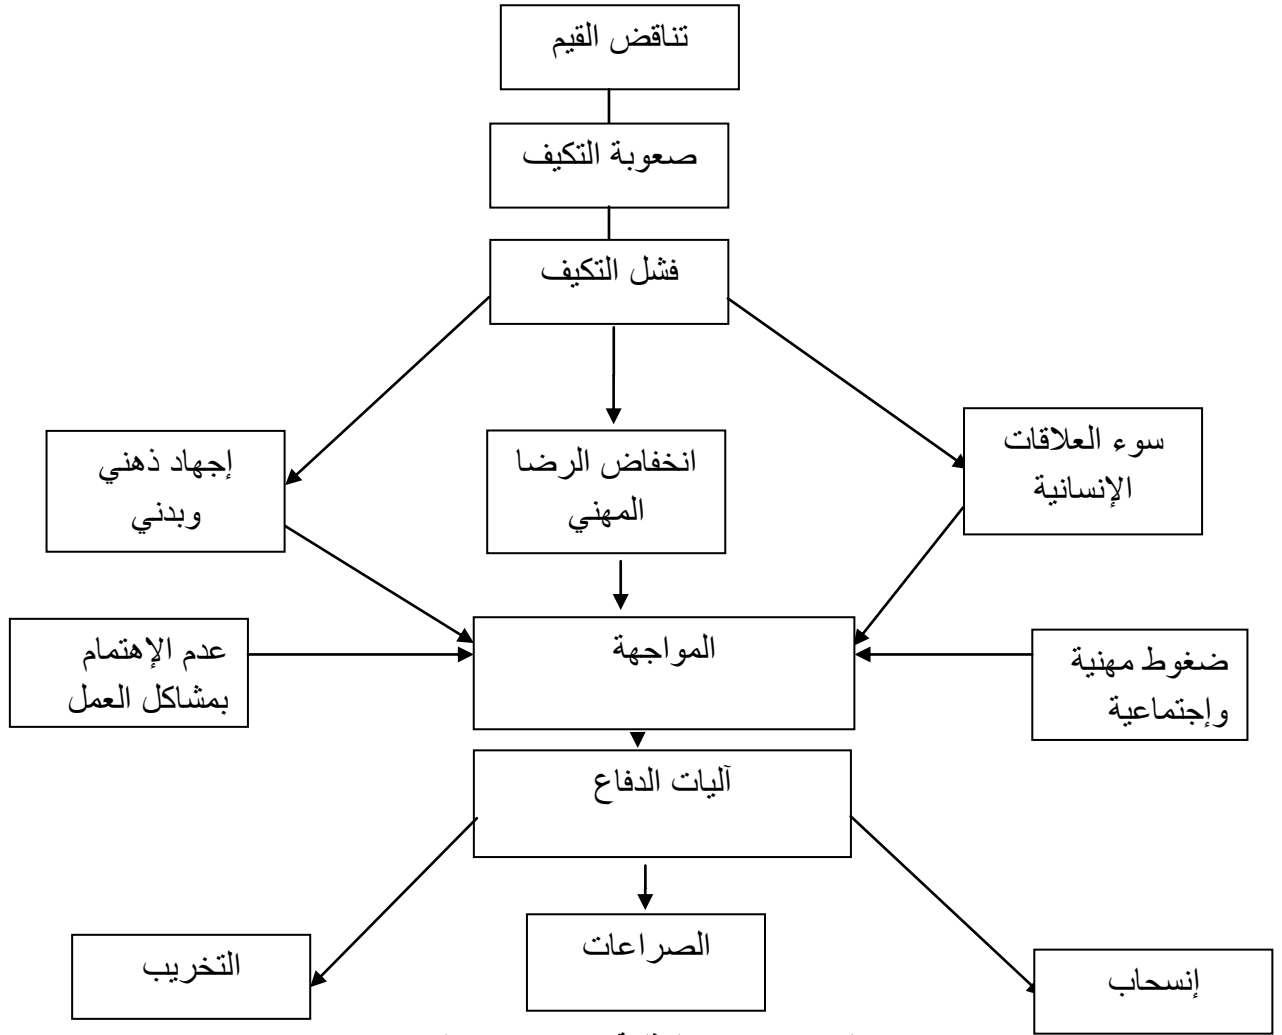 تناقض القيم
صعوبة التكيف
فشل التكيف
سوء العلاقات
الإنسانية
انخفاض الرضا
المهني
إجهاد ذهني
وبدني
ضغوط مهنية
وإجتماعية
المواجهة
عدم الإهتمام
بمشاكل العمل
آليات الدفاع
إنسحاب
الصراعات
التخريب